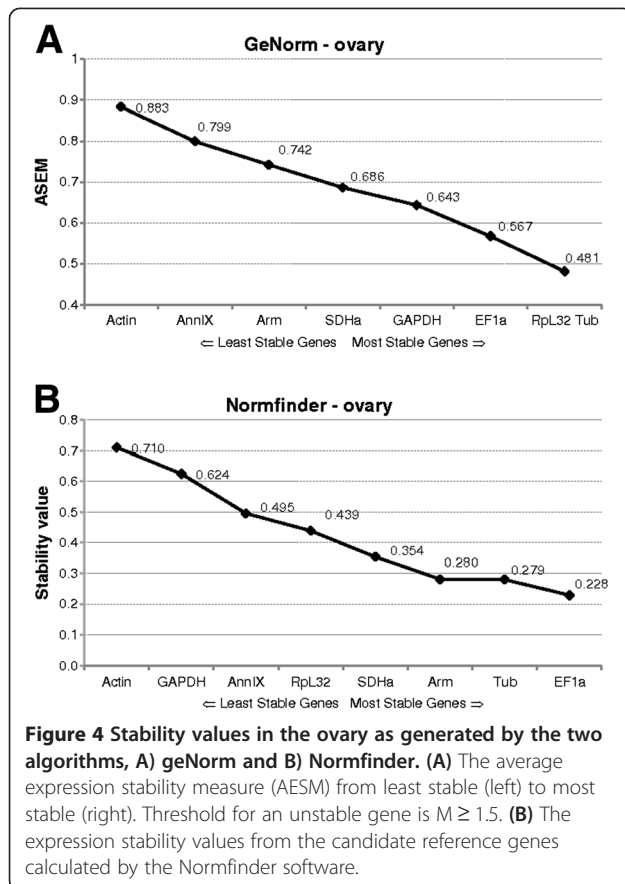 A
GeNorm - ovary
1
0.9
0.8
0.7
0.6
0.5
0.4
ASEM
0.883
0.799
0.742
0.686
0.643
0.567
0.481
Actin AnnIX Arm SDHa GAPDH EF1a RpL32 Tub
⇐ Least Stable Genes Most Stable Genes ⇒
B
Normfinder - ovary
0.8
0.7
0.6
0.5
0.4
0.3
0.2
0.1
0.0
Stability value
0.710
0.624
0.495
0.439
0.354
0.280
0.279
0.228
Actin GAPDH AnnIX RpL32 SDHa Arm Tub EF1a
⇐ Least Stable Genes Most Stable Genes ⇒
Figure 4 Stability values in the ovary as generated by the two
algorithms, A) geNorm and B) Normfinder. (A) The average
expression stability measure (AESM) from least stable (left) to most
stable (right). Threshold for an unstable gene is M ≥ 1.5. (B) The
expression stability values from the candidate reference genes
calculated by the Normfinder software.